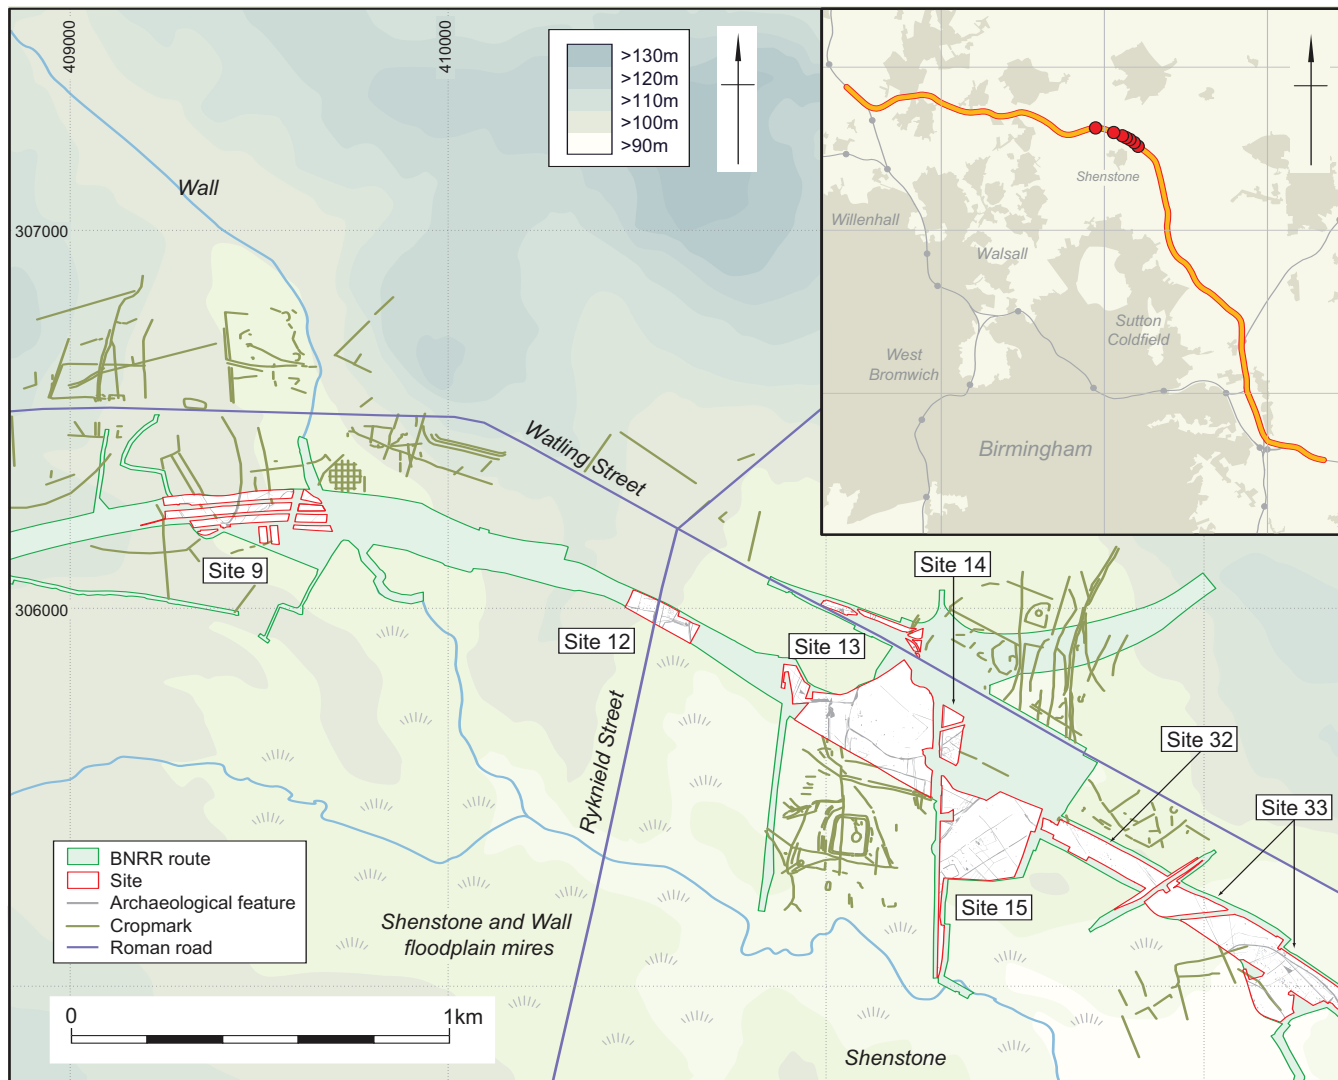 409000
410000
>130m
>120m
>110m
>100m
>90m
Shenstone
Willenhall
Walsall
Sutton
Coldfield
West
Bromwich
Birmingham
Wall
307000
Watling Street
Site 9
Site 14
306000
Site 12
Site 13
Ryknield Street
Site 32
Site 33
BNRR route
Site
Archaeological feature
Cropmark
Roman road
Shenstone and Wall
floodplain mires
Site 15
0
1km
Shenstone